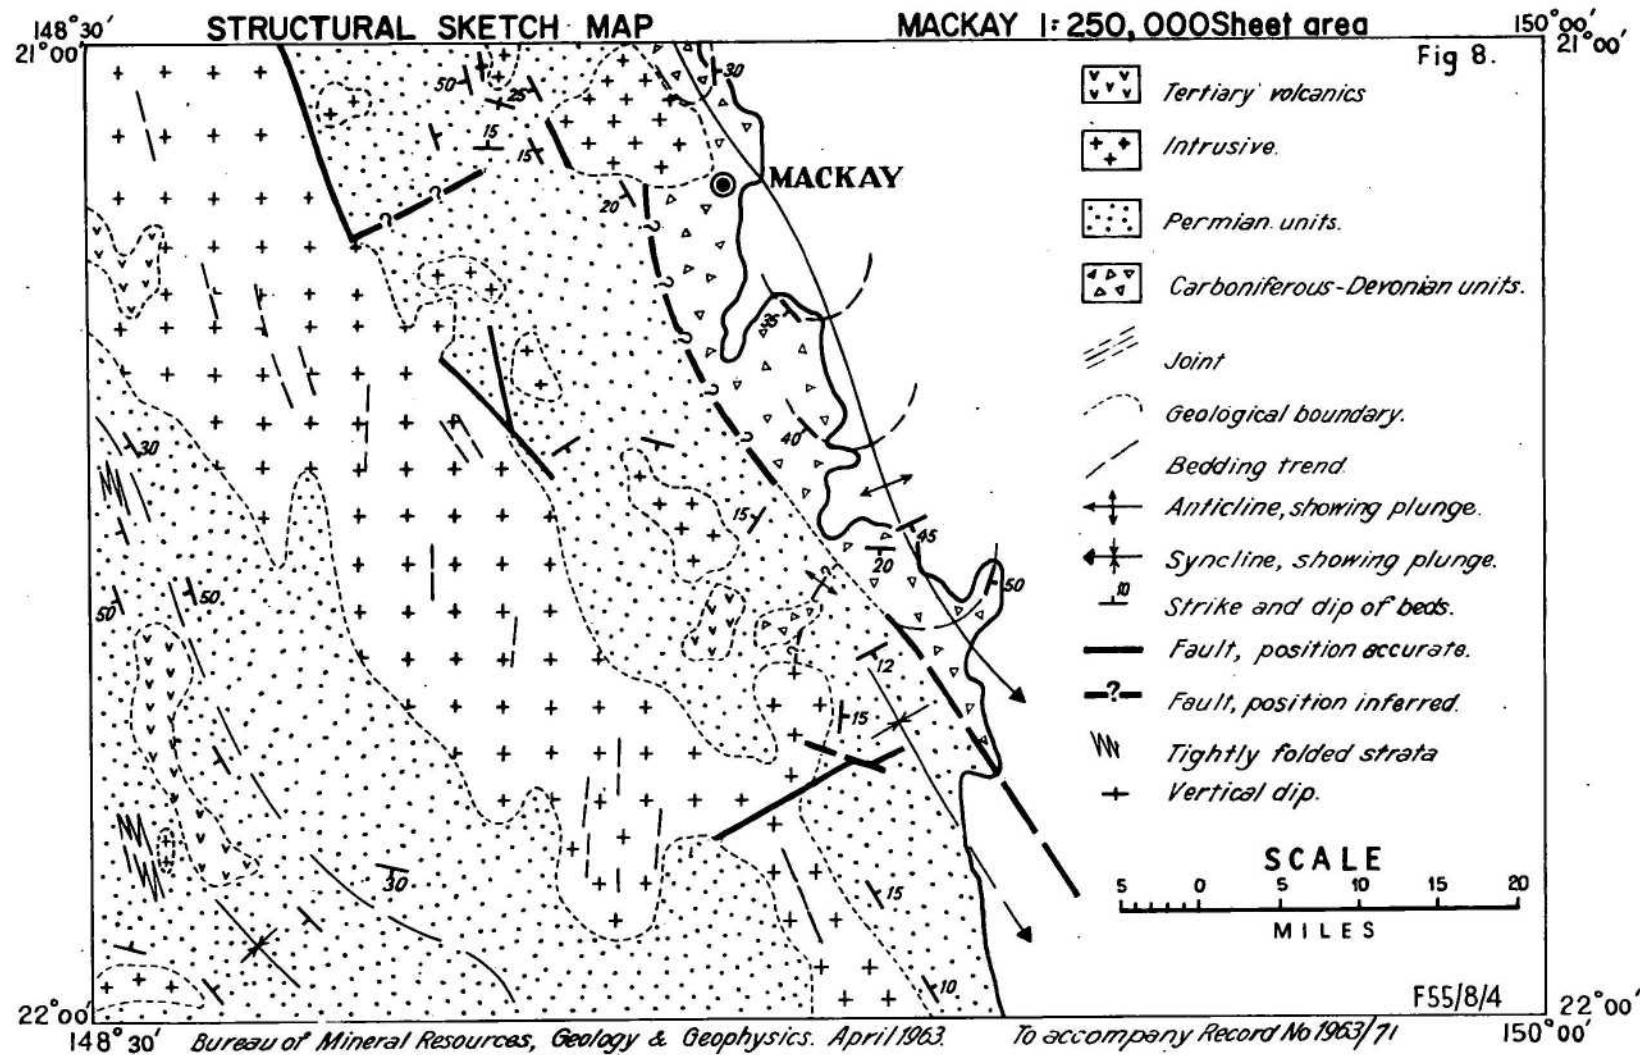 148°30′ STRUCTURAL SKETCH MAP MACKAY 1:250,000 Sheet area 150°00′
21°00′ 21°00′
Fig 8.
Tertiary volcanics
Intrusive.
Permian units.
Carboniferous-Devonian units.
Joint
Geological boundary.
Bedding trend.
Anticline, showing plunge.
Syncline, showing plunge.
10
Strike and dip of beds.
Fault, position accurate.
?
Fault, position inferred.
Tightly folded strata
Vertical dip.
SCALE
5 0 5 10 15 20
MILES
F55/8/4
MACKAY
50
25
30
15
15
20
?
?
?
?
?
?
?
?
35
40
30
15
45
20
50
50
50
?
?
12
15
30
15
10
22°00′ 22°00′
148°30′ Bureau of Mineral Resources, Geology & Geophysics. April 1963. To accompany Record No 1963/71 150°00′